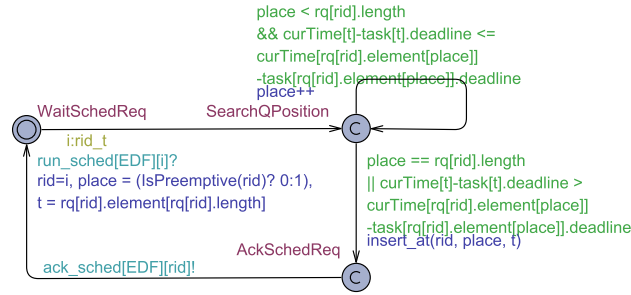 place < rq[rid].length
&& curTime[t]-task[t].deadline <=
curTime[rq[rid].element[place]]
-task[rq[rid].element[place]].deadline
place++
WaitSchedReq
SearchQPosition
C
i:rid_t
run_sched[EDF][i]?
rid=i, place = (IsPreemptive(rid)? 0:1),
t = rq[rid].element[rq[rid].length]
place == rq[rid].length
|| curTime[t]-task[t].deadline >
curTime[rq[rid].element[place]]
-task[rq[rid].element[place]].deadline
insert_at(rid, place, t)
AckSchedReq
ack_sched[EDF][rid]!
C